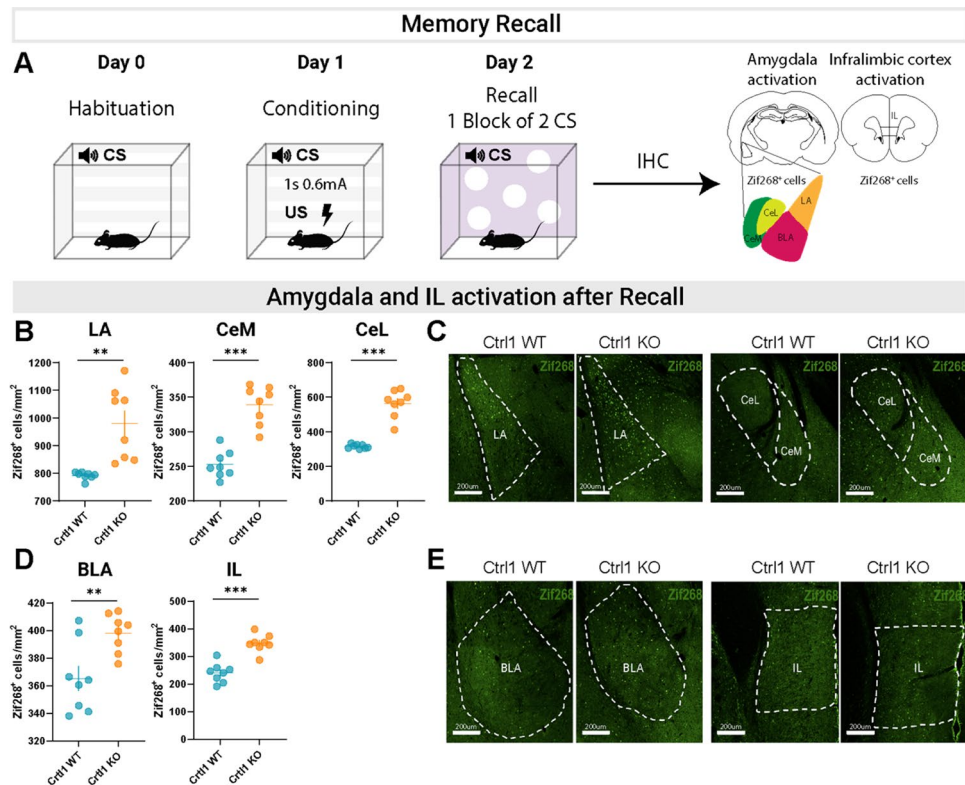 Memory Recall
A
Day 0
Day 1
Day 2
Habituation
Conditioning
Recall
1 Block of 2 CS
CS
CS
1s 0.6mA
US
CS
IHC
Amygdala
activation
Infralimbic cortex
activation
IL
Zif268+ cells
Zif268+ cells
LA
CeL
CeM
BLA
Amygdala and IL activation after Recall
B
LA
**
Zif268+ cells/mm2
1200
1100
1000
900
800
700
Crtl1 WT
Crtl1 KO
CeM
***
Zif268+ cells/mm2
400
350
300
250
200
Crtl1 WT
Crtl1 KO
CeL
***
Zif268+ cells/mm2
800
600
400
200
0
Crtl1 WT
Crtl1 KO
C
Ctrl1 WT
Ctrl1 KO
Ctrl1 WT
Ctrl1 KO
Zif268
Zif268
Zif268
Zif268
LA
LA
CeL
CeM
CeL
CeM
200um
200um
200um
200um
D
BLA
**
Zif268+ cells/mm2
420
400
380
360
340
320
Crtl1 WT
Crtl1 KO
IL
***
Zif268+ cells/mm2
500
400
300
200
100
0
Crtl1 WT
Crtl1 KO
E
Ctrl1 WT
Ctrl1 KO
Ctrl1 WT
Ctrl1 KO
Zif268
Zif268
Zif268
Zif268
BLA
BLA
IL
IL
200um
200um
200um
200um